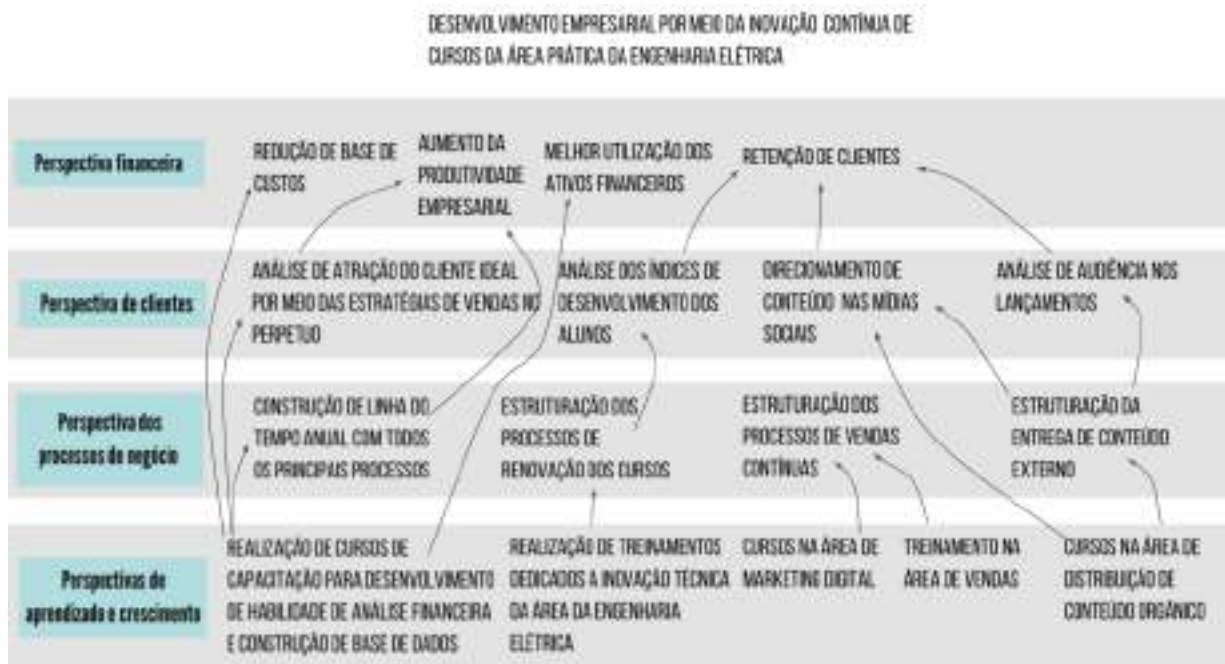 DESENVOLVIMENTO EMPRESARIAL POR MEIO DA INOVAÇÃO CONTÍNUA DE
CURSOS DA ÁREA PRÁTICA DA ENGENHARIA ELÉTRICA
Perspectiva financeira
REDUÇÃO DE BASE DE
CUSTOS
AUMENTO DA
PRODUTIVIDADE
EMPRESARIAL
MELHOR UTILIZAÇÃO DOS
ATIVOS FINANCEIROS
RETENÇÃO DE CLIENTES
Perspectiva de clientes
ANÁLISE DE ATRAÇÃO DO CLIENTE IDEAL
POR MEIO DAS ESTRATÉGIAS DE VENDAS NO
PERPETUO
ANÁLISE DOS ÍNDICES DE
DESENVOLVIMENTO DOS
ALUNOS
DIRECIONAMENTO DE
CONTEÚDO NAS MÍDIAS
SOCIAIS
ANÁLISE DE AUDIÊNCIA NOS
LANÇAMENTOS
Perspectiva dos
processos de negócio
CONSTRUÇÃO DE LINHA DO
TEMPO ANUAL COM TODOS
OS PRINCIPAIS PROCESSOS
ESTRUTURAÇÃO DOS
PROCESSOS DE
RENOVAÇÃO DOS CURSOS
ESTRUTURAÇÃO DOS
PROCESSOS DE VENDAS
CONTÍNUAS
ESTRUTURAÇÃO DA
ENTREGA DE CONTEÚDO
EXTERNO
Perspectivas de
aprendizado e crescimento
REALIZAÇÃO DE CURSOS DE
CAPACITAÇÃO PARA DESENVOLVIMENTO
DE HABILIDADE DE ANÁLISE FINANCEIRA
E CONSTRUÇÃO DE BASE DE DADOS
REALIZAÇÃO DE TREINAMENTOS
DEDICADOS A INOVAÇÃO TÉCNICA
DA ÁREA DA ENGENHARIA
ELÉTRICA
CURSOS NA ÁREA DE
MARKETING DIGITAL
TREINAMENTO NA
ÁREA DE VENDAS
CURSOS NA ÁREA DE
DISTRIBUIÇÃO DE
CONTEÚDO ORGÂNICO